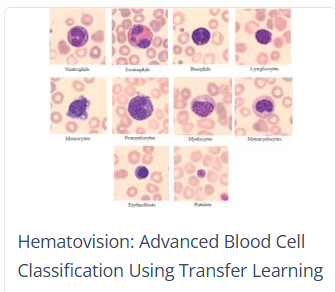 Neutrophils Eosinophils Basophils Lymphocytes
Monocytes Promyelocytes Myelocytes Metamyelocytes
Erythroblasts Platelets
Hematovision: Advanced Blood Cell
Classification Using Transfer Learning